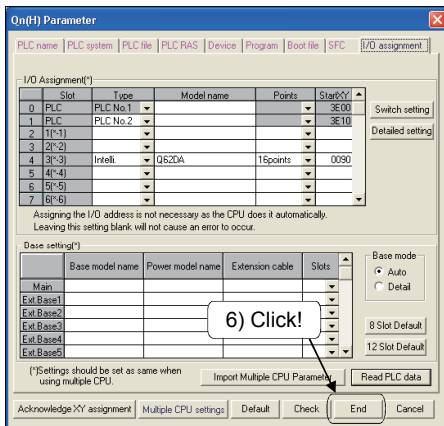 Qn(H) Parameter
PLC name PLC system PLC file PLC RAS Device Program Boot file SFC I/O assignment
I/O Assignment(*)
Slot Type Model name Points StartXY
0 PLC PLC No.1 3E00
1 PLC PLC No.2 3E10
2 1(*-1)
3 2(*-2)
4 3(*-3) Intelli. Q62DA 16points 0090
5 4(*-4)
6 5(*-5)
7 6(*-6)
Switch setting
Detailed setting
Assigning the I/O address is not necessary as the CPU does it automatically.
Leaving this setting blank will not cause an error to occur.
Base setting(*)
Base model name Power model name Extension cable Slots
Main
Ext.Base1
Ext.Base2
Ext.Base3
Ext.Base4
Ext.Base5
Base mode
Auto
Detail
8 Slot Default
12 Slot Default
6) Click!
(*)Settings should be set as same when
using multiple CPU.
Import Multiple CPU Parameter Read PLC data
Acknowledge XY assignment Multiple CPU settings Default Check End Cancel